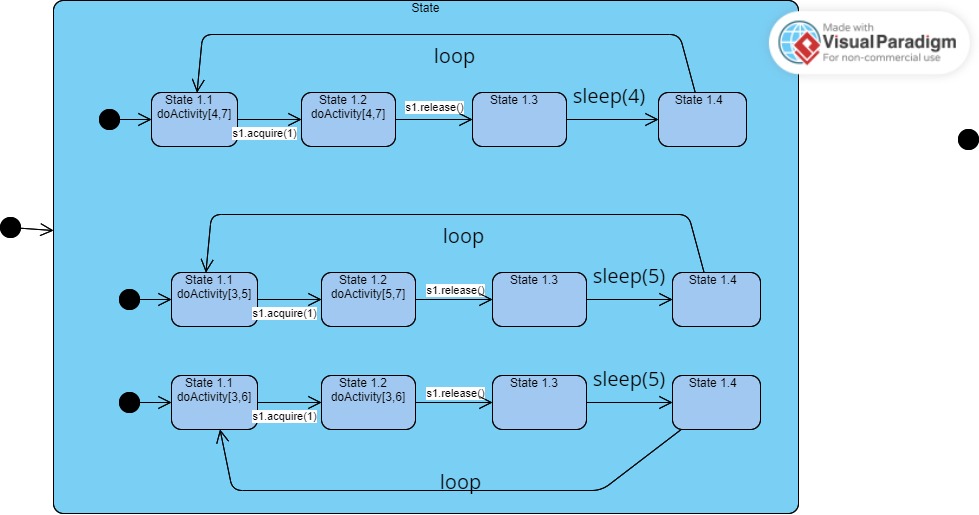 State
Made with
Visual Paradigm
For non-commercial use
loop
State 1.1
doActivity[4,7]
s1.acquire(1)
State 1.2
doActivity[4,7]
s1.release()
State 1.3
sleep(4)
State 1.4
loop
State 1.1
doActivity[3,5]
s1.acquire(1)
State 1.2
doActivity[5,7]
s1.release()
State 1.3
sleep(5)
State 1.4
State 1.1
doActivity[3,6]
s1.acquire(1)
State 1.2
doActivity[3,6]
s1.release()
State 1.3
sleep(5)
State 1.4
loop